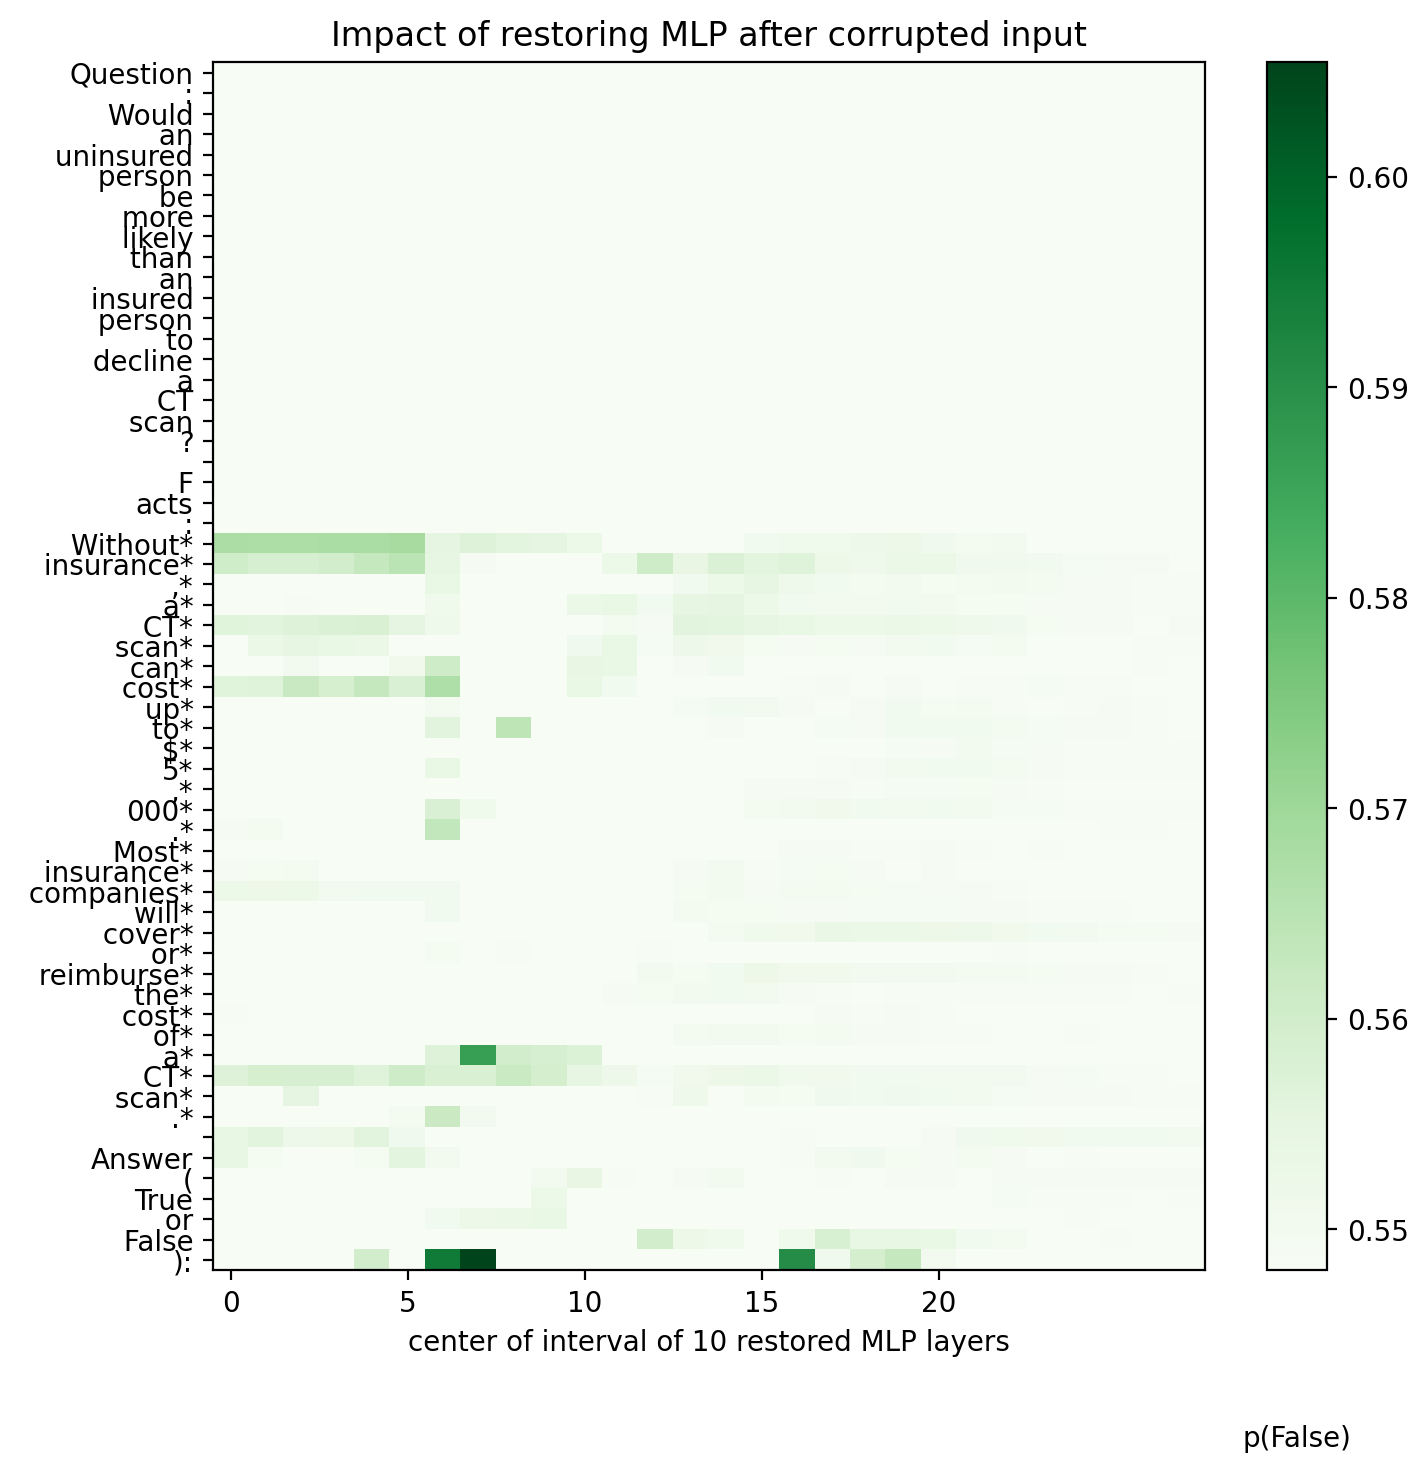 Impact of restoring MLP after corrupted input
Question
:
Would
an
uninsured
person
be
more
likely
than
an
insured
person
to
decline
a
CT
scan
?
F
acts
:
Without*
insurance*
,*
a*
CT*
scan*
can*
cost*
up*
to*
$*
5*
,*
000*
.*
Most*
insurance*
companies*
will*
cover*
or*
reimburse*
the*
cost*
of*
a*
CT*
scan*
.*
Answer
(
True
or
False
):
0 5 10 15 20
center of interval of 10 restored MLP layers
0.60
0.59
0.58
0.57
0.56
0.55
p(False)